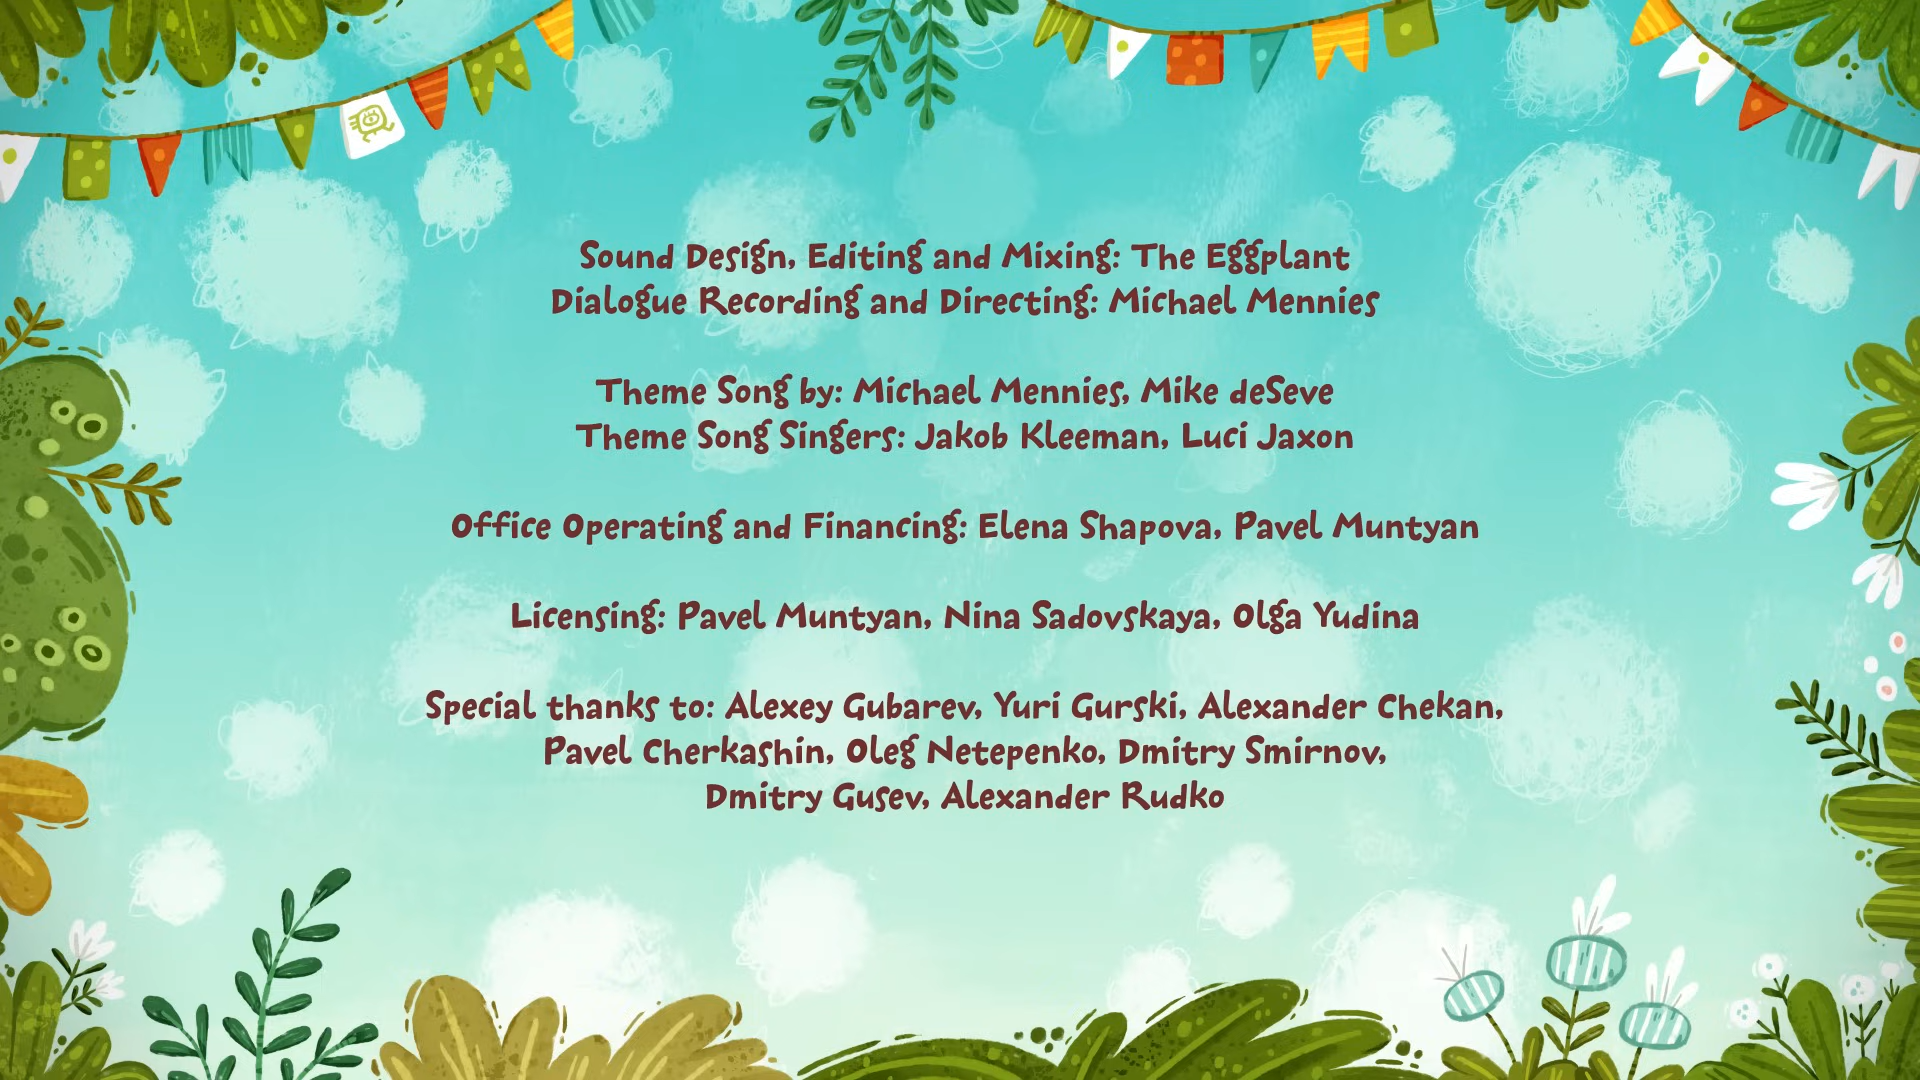 Sound Design, Editing and Mixing: The Eggplant
Dialogue Recording and Directing: Michael Mennies
Theme Song by: Michael Mennies, Mike deSeve
Theme Song Singers: Jakob Kleeman, Luci Jaxon
Office Operating and Financing: Elena Shapova, Pavel Muntyan
Licensing: Pavel Muntyan, Nina Sadovskaya, Olga Yudina
Special thanks to: Alexey Gubarev, Yuri Gurski, Alexander Chekan,
Pavel Cherkashin, Oleg Netepenko, Dmitry Smirnov,
Dmitry Gusev, Alexander Rudko